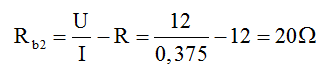 R_b2 = U/I − R = 12/0,375 − 12 = 20Ω